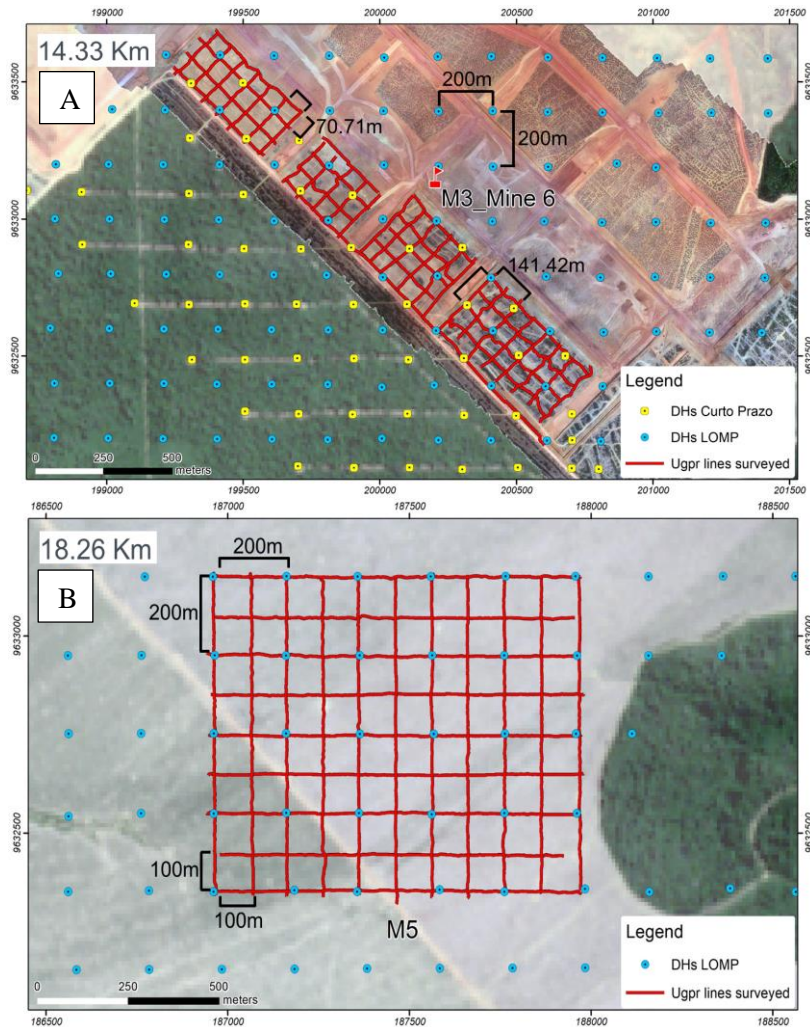 199000 199500 200000 200500 201000 201500
14.33 Km
A
9633500
200m
200m
70.71m
M3_Mine 6
9633000
141.42m
9632500
Legend
DHs Curto Prazo
DHs LOMP
Ugpr lines surveyed
0 250 500
meters
199000 199500 200000 200500 201000 201500
186500 187000 187500 188000 188500
18.26 Km
B
200m
200m
9633000
9633000
9632500
9632500
100m
100m
M5
Legend
DHs LOMP
Ugpr lines surveyed
0 250 500
meters
186500 187000 187500 188000 188500